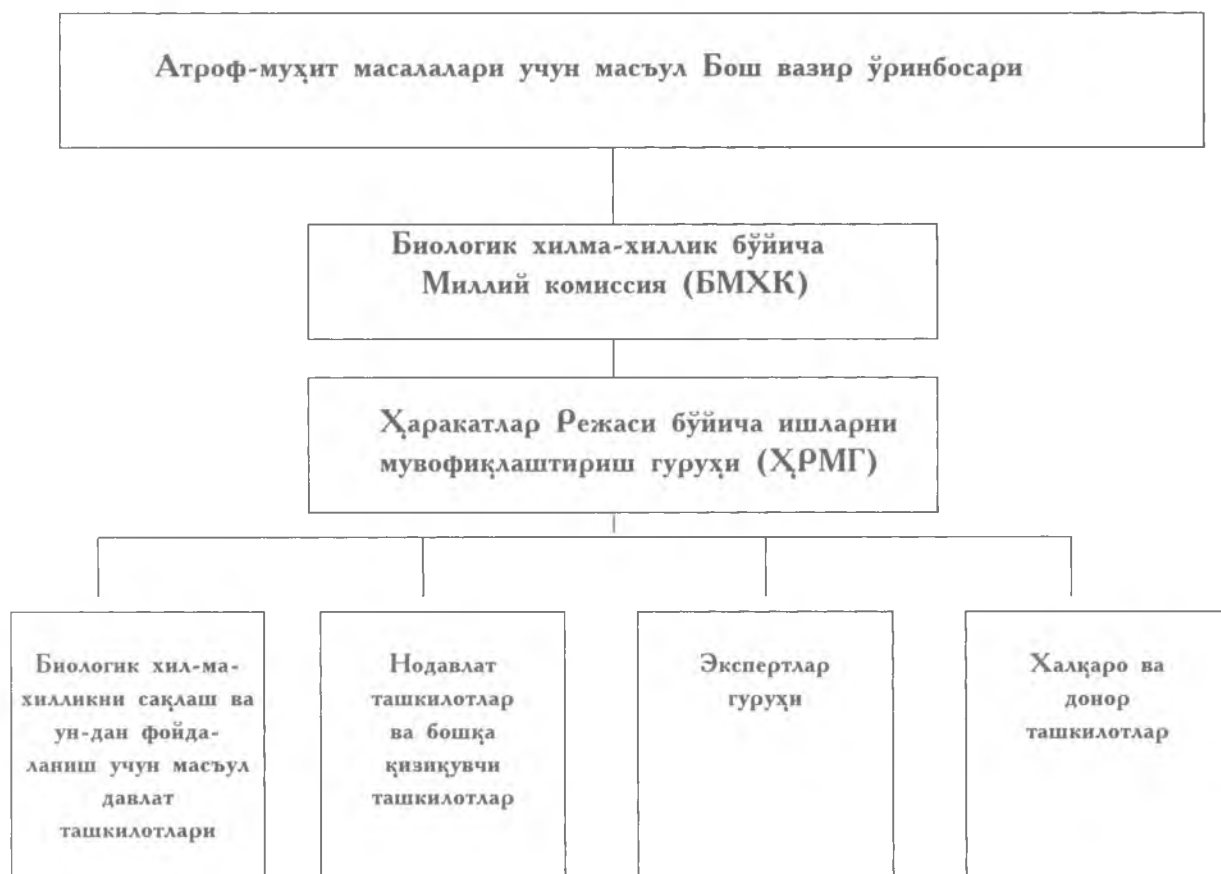 Атроф-муҳит масалалари учун масъул Бош вазир ўринбосари
Биологик хилма-хиллик бўйича
Миллий комиссия (БМХК)
Ҳаракатлар Режаси бўйича ишларни
мувофиқлаштириш гуруҳи (ҲРМГ)
Биологик хил-ма-
хилликни сақлаш ва
ун-дан фойда-
ланиш учун масъул
давлат
ташкилотлари
Нодавлат
ташкилотлар
ва бошқа
қизиқувчи
ташкилотлар
Экспертлар
гуруҳи
Халқаро ва
донор
ташкилотлар